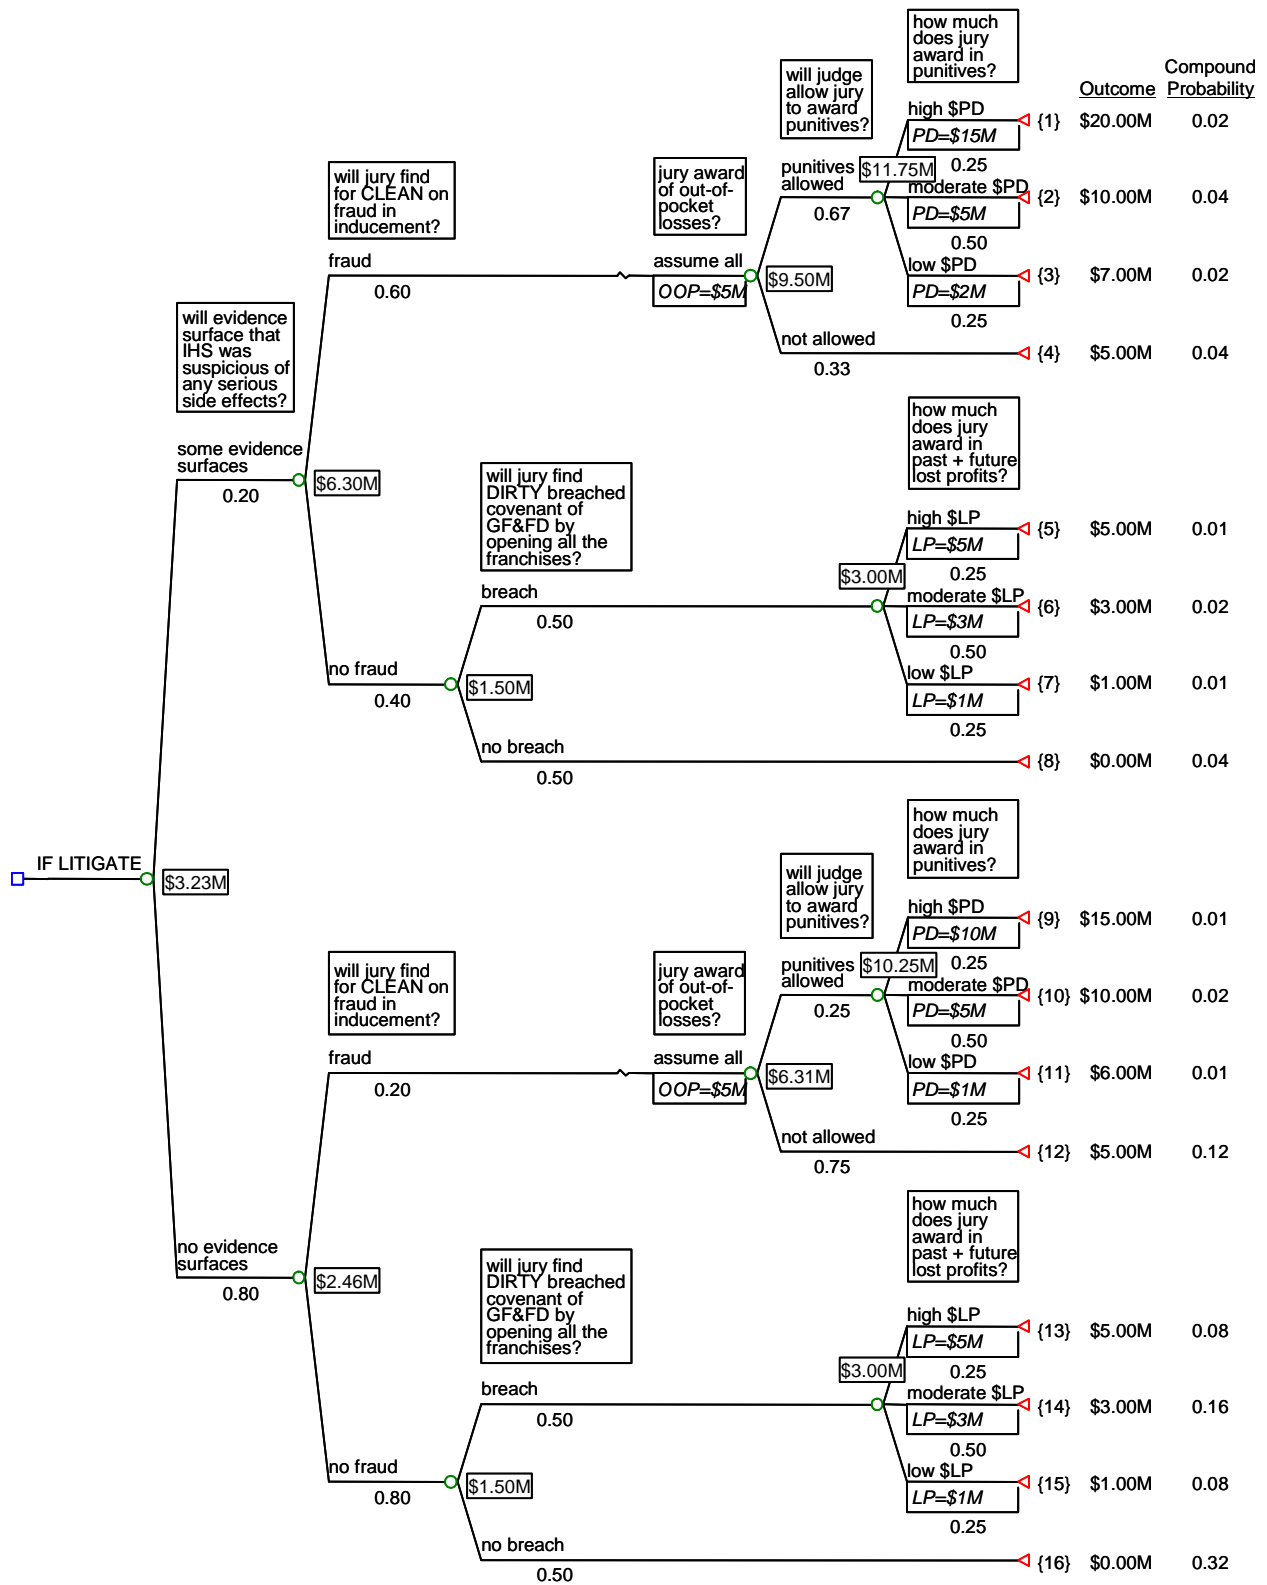 how much
does jury
award in
punitives?
Compound
Outcome Probability
will judge
allow jury
to award
punitives?
high $PD
PD=$15M
0.25
{1} $20.00M 0.02
will jury find
for CLEAN on
fraud in
inducement?
jury award
of out-of-
pocket
losses?
punitives
allowed
0.67
$11.75M
moderate $PD
PD=$5M
0.50
{2} $10.00M 0.04
fraud
0.60
assume all
OOP=$5M
$9.50M
low $PD
PD=$2M
0.25
{3} $7.00M 0.02
not allowed
0.33
{4} $5.00M 0.04
will evidence
surface that
IHS was
suspicious of
any serious
side effects?
some evidence
surfaces
0.20
$6.30M
how much
does jury
award in
past + future
lost profits?
will jury find
DIRTY breached
covenant of
GF&FD by
opening all the
franchises?
high $LP
LP=$5M
0.25
{5} $5.00M 0.01
breach
0.50
$3.00M
moderate $LP
LP=$3M
0.50
{6} $3.00M 0.02
no fraud
0.40
$1.50M
low $LP
LP=$1M
0.25
{7} $1.00M 0.01
no breach
0.50
{8} $0.00M 0.04
IF LITIGATE
$3.23M
how much
does jury
award in
punitives?
will judge
allow jury
to award
punitives?
high $PD
PD=$10M
0.25
{9} $15.00M 0.01
will jury find
for CLEAN on
fraud in
inducement?
jury award
of out-of-
pocket
losses?
punitives
allowed
0.25
$10.25M
moderate $PD
PD=$5M
0.50
{10} $10.00M 0.02
fraud
0.20
assume all
OOP=$5M
$6.31M
low $PD
PD=$1M
0.25
{11} $6.00M 0.01
not allowed
0.75
{12} $5.00M 0.12
no evidence
surfaces
0.80
$2.46M
how much
does jury
award in
past + future
lost profits?
will jury find
DIRTY breached
covenant of
GF&FD by
opening all the
franchises?
high $LP
LP=$5M
0.25
{13} $5.00M 0.08
breach
0.50
$3.00M
moderate $LP
LP=$3M
0.50
{14} $3.00M 0.16
no fraud
0.80
$1.50M
low $LP
LP=$1M
0.25
{15} $1.00M 0.08
no breach
0.50
{16} $0.00M 0.32